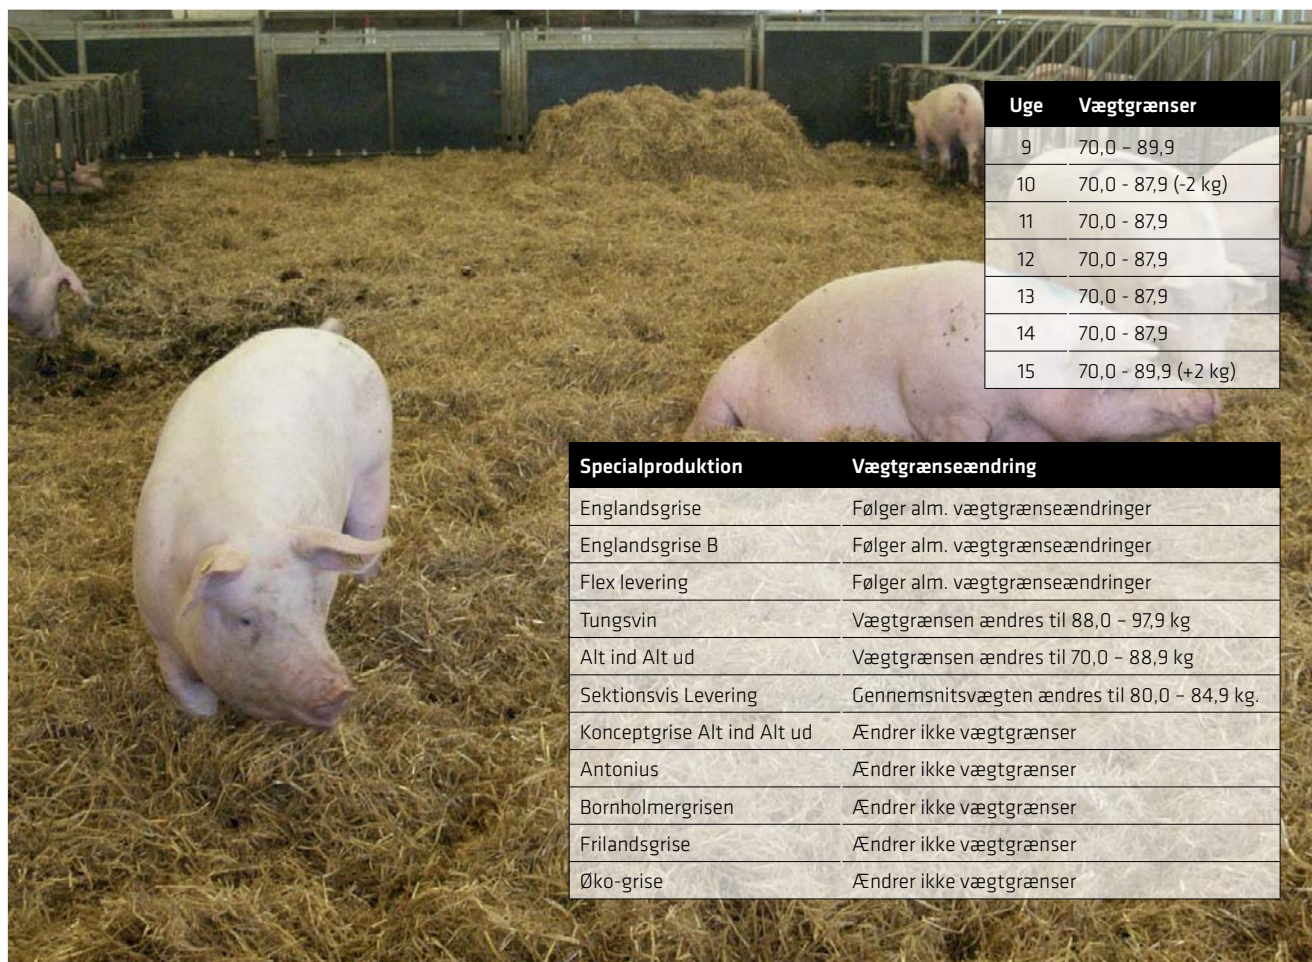 Uge Vægtgrænser
9 70,0 – 89,9
10 70,0 - 87,9 (-2 kg)
11 70,0 - 87,9
12 70,0 - 87,9
13 70,0 - 87,9
14 70,0 - 87,9
15 70,0 - 89,9 (+2 kg)
Specialproduktion Vægtgrænseændring
Englandsgrise Følger alm. vægtgrænseændringer
Englandsgrise B Følger alm. vægtgrænseændringer
Flex levering Følger alm. vægtgrænseændringer
Tungsvin Vægtgrænsen ændres til 88,0 – 97,9 kg
Alt ind Alt ud Vægtgrænsen ændres til 70,0 – 88,9 kg
Sektionsvis Levering Gennemsnitsvægten ændres til 80,0 – 84,9 kg.
Konceptgrise Alt ind Alt ud Ændrer ikke vægtgrænser
Antonius Ændrer ikke vægtgrænser
Bornholmergrisen Ændrer ikke vægtgrænser
Frilandsgrise Ændrer ikke vægtgrænser
Øko-grise Ændrer ikke vægtgrænser